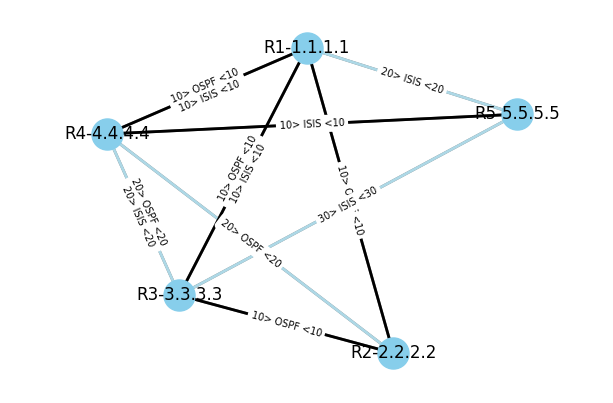 R1-1.1.1.1
10> OSPF <10
10> ISIS <10
20> ISIS <20
R5-5.5.5.5
10> ISIS <10
R4-4.4.4.4
10> OSPF <10
10> ISIS <10
10> <10
20> OSPF <20
20> ISIS <20
30> ISIS <30
20> OSPF <20
R3-3.3.3.3
10> OSPF <10
R2-2.2.2.2